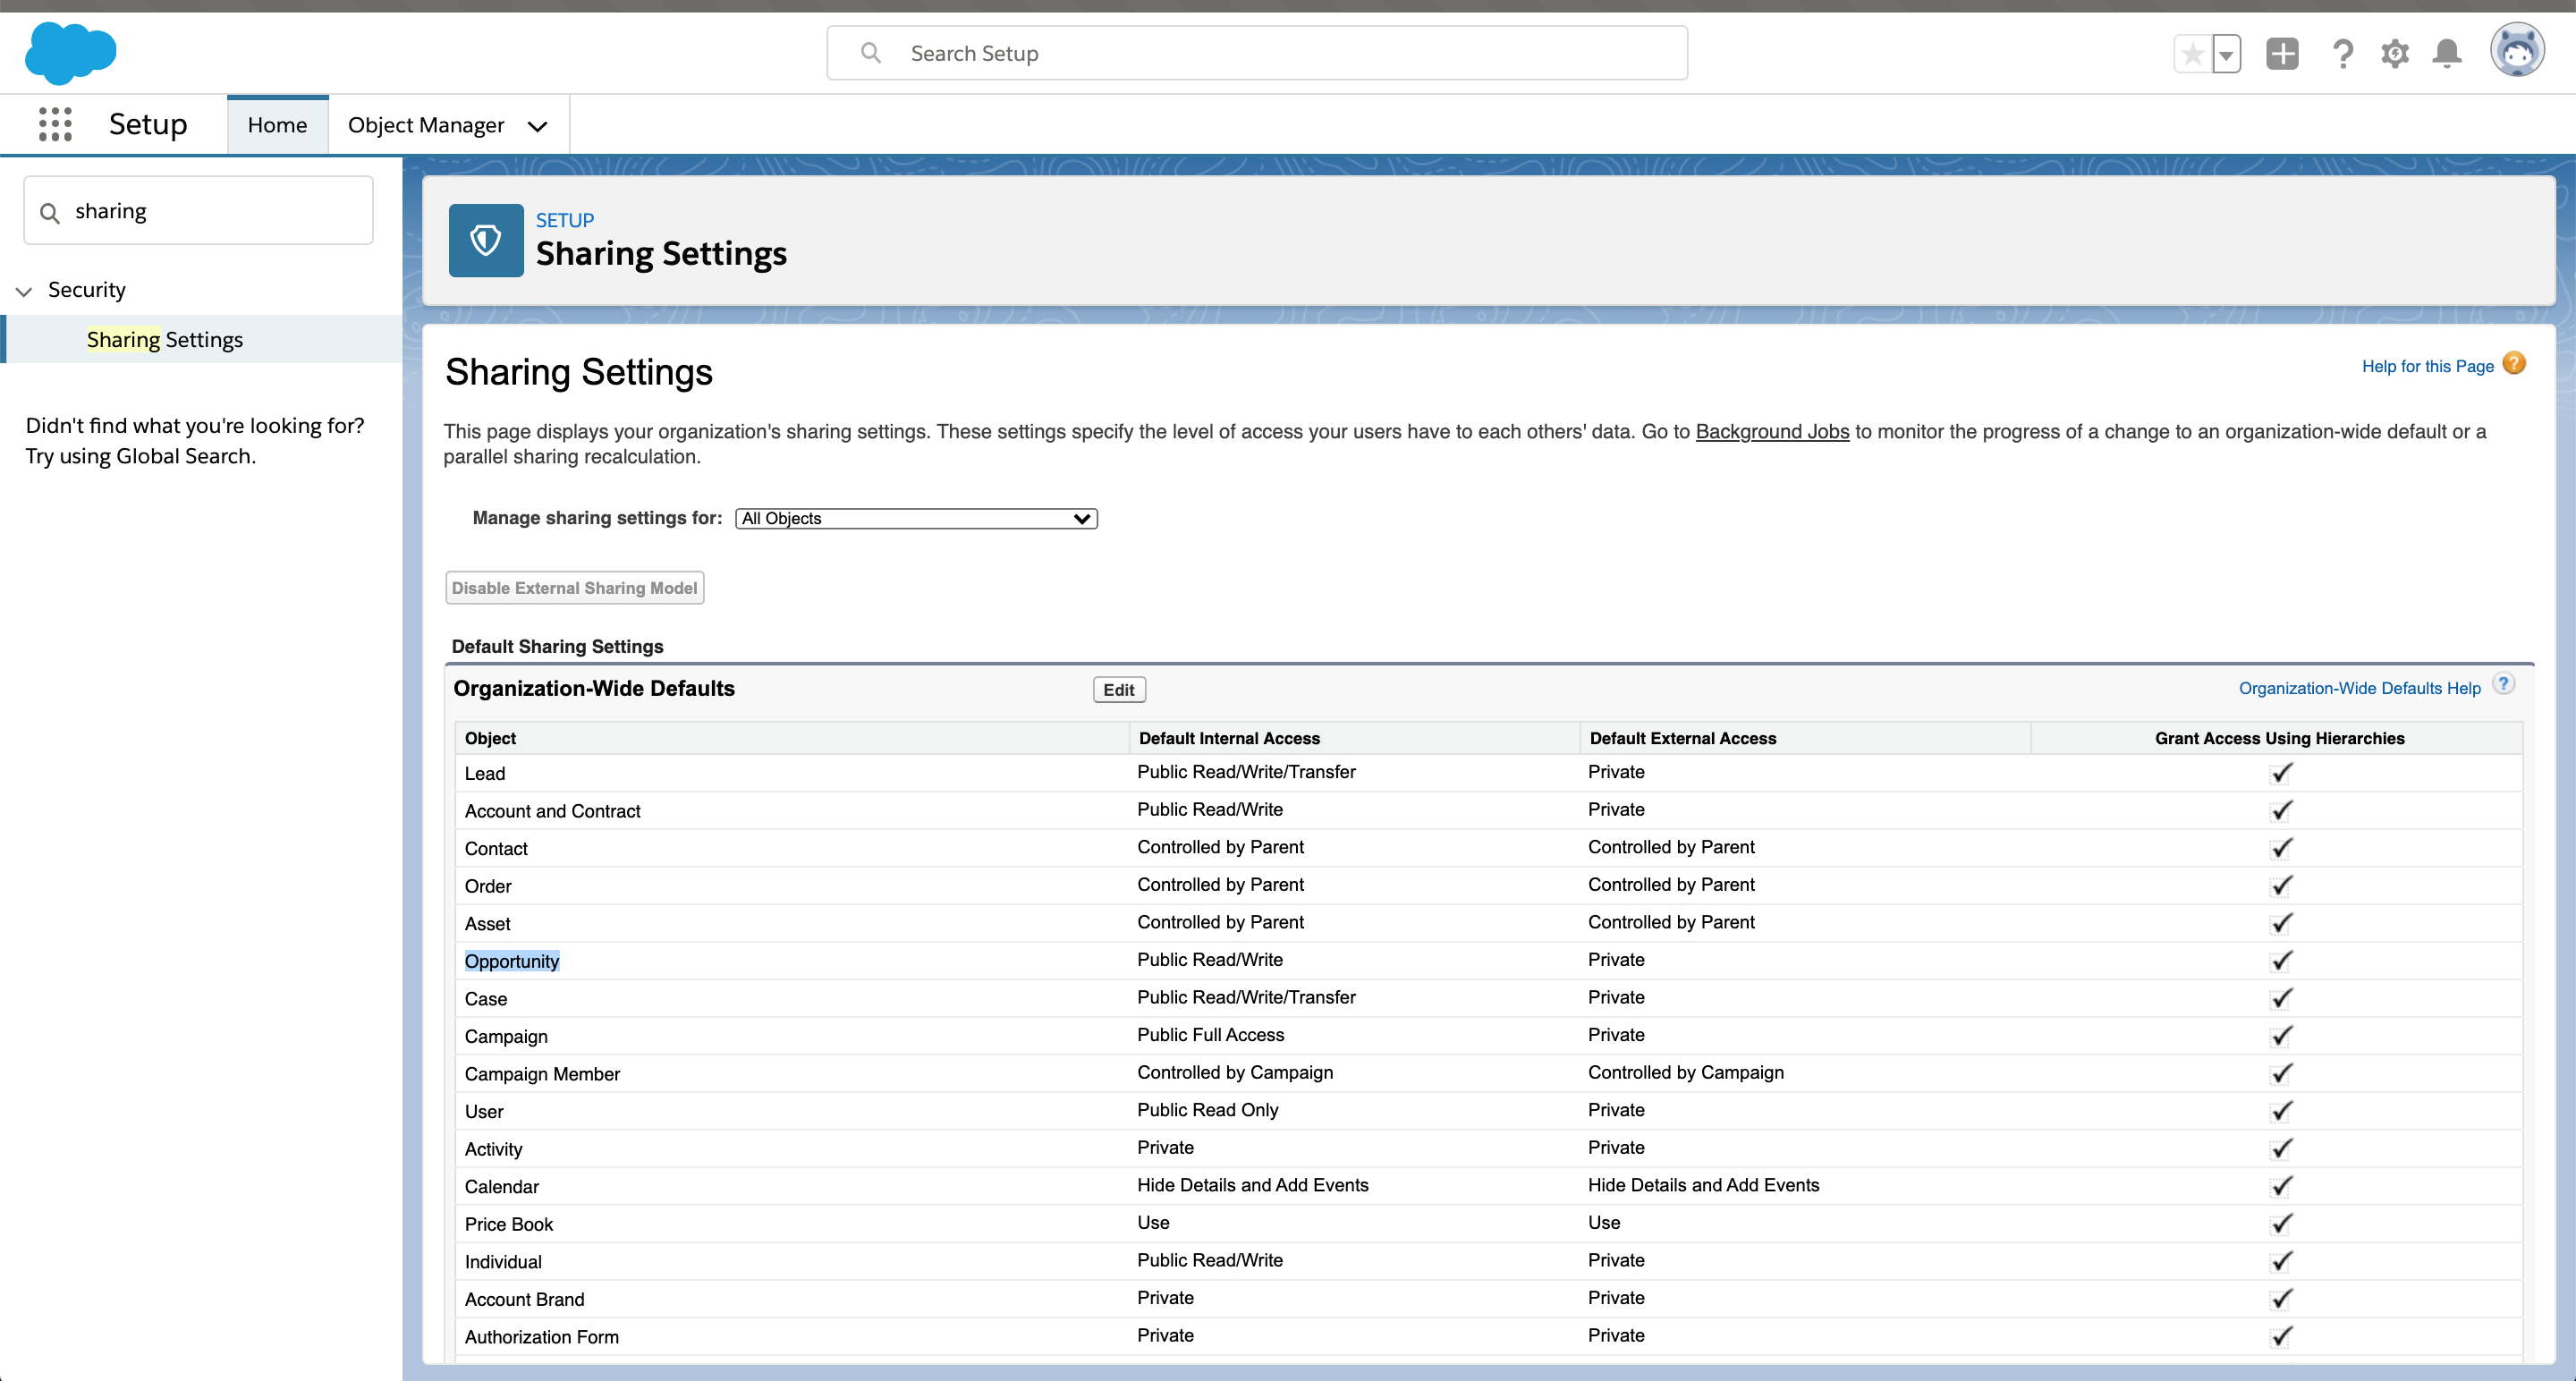 Search Setup
Setup
Home
Object Manager
sharing
Security
Sharing Settings
Didn't find what you're looking for?
Try using Global Search.
SETUP
Sharing Settings
Sharing Settings
Help for this Page ?
This page displays your organization's sharing settings. These settings specify the level of access your users have to each others' data. Go to Background Jobs to monitor the progress of a change to an organization-wide default or a
parallel sharing recalculation.
Manage sharing settings for: All Objects
Disable External Sharing Model
Default Sharing Settings
Organization-Wide Defaults Edit Organization-Wide Defaults Help ?
Object Default Internal Access Default External Access Grant Access Using Hierarchies
Lead Public Read/Write/Transfer Private
Account and Contract Public Read/Write Private
Contact Controlled by Parent Controlled by Parent
Order Controlled by Parent Controlled by Parent
Asset Controlled by Parent Controlled by Parent
Opportunity Public Read/Write Private
Case Public Read/Write/Transfer Private
Campaign Public Full Access Private
Campaign Member Controlled by Campaign Controlled by Campaign
User Public Read Only Private
Activity Private Private
Calendar Hide Details and Add Events Hide Details and Add Events
Price Book Use Use
Individual Public Read/Write Private
Account Brand Private Private
Authorization Form Private Private